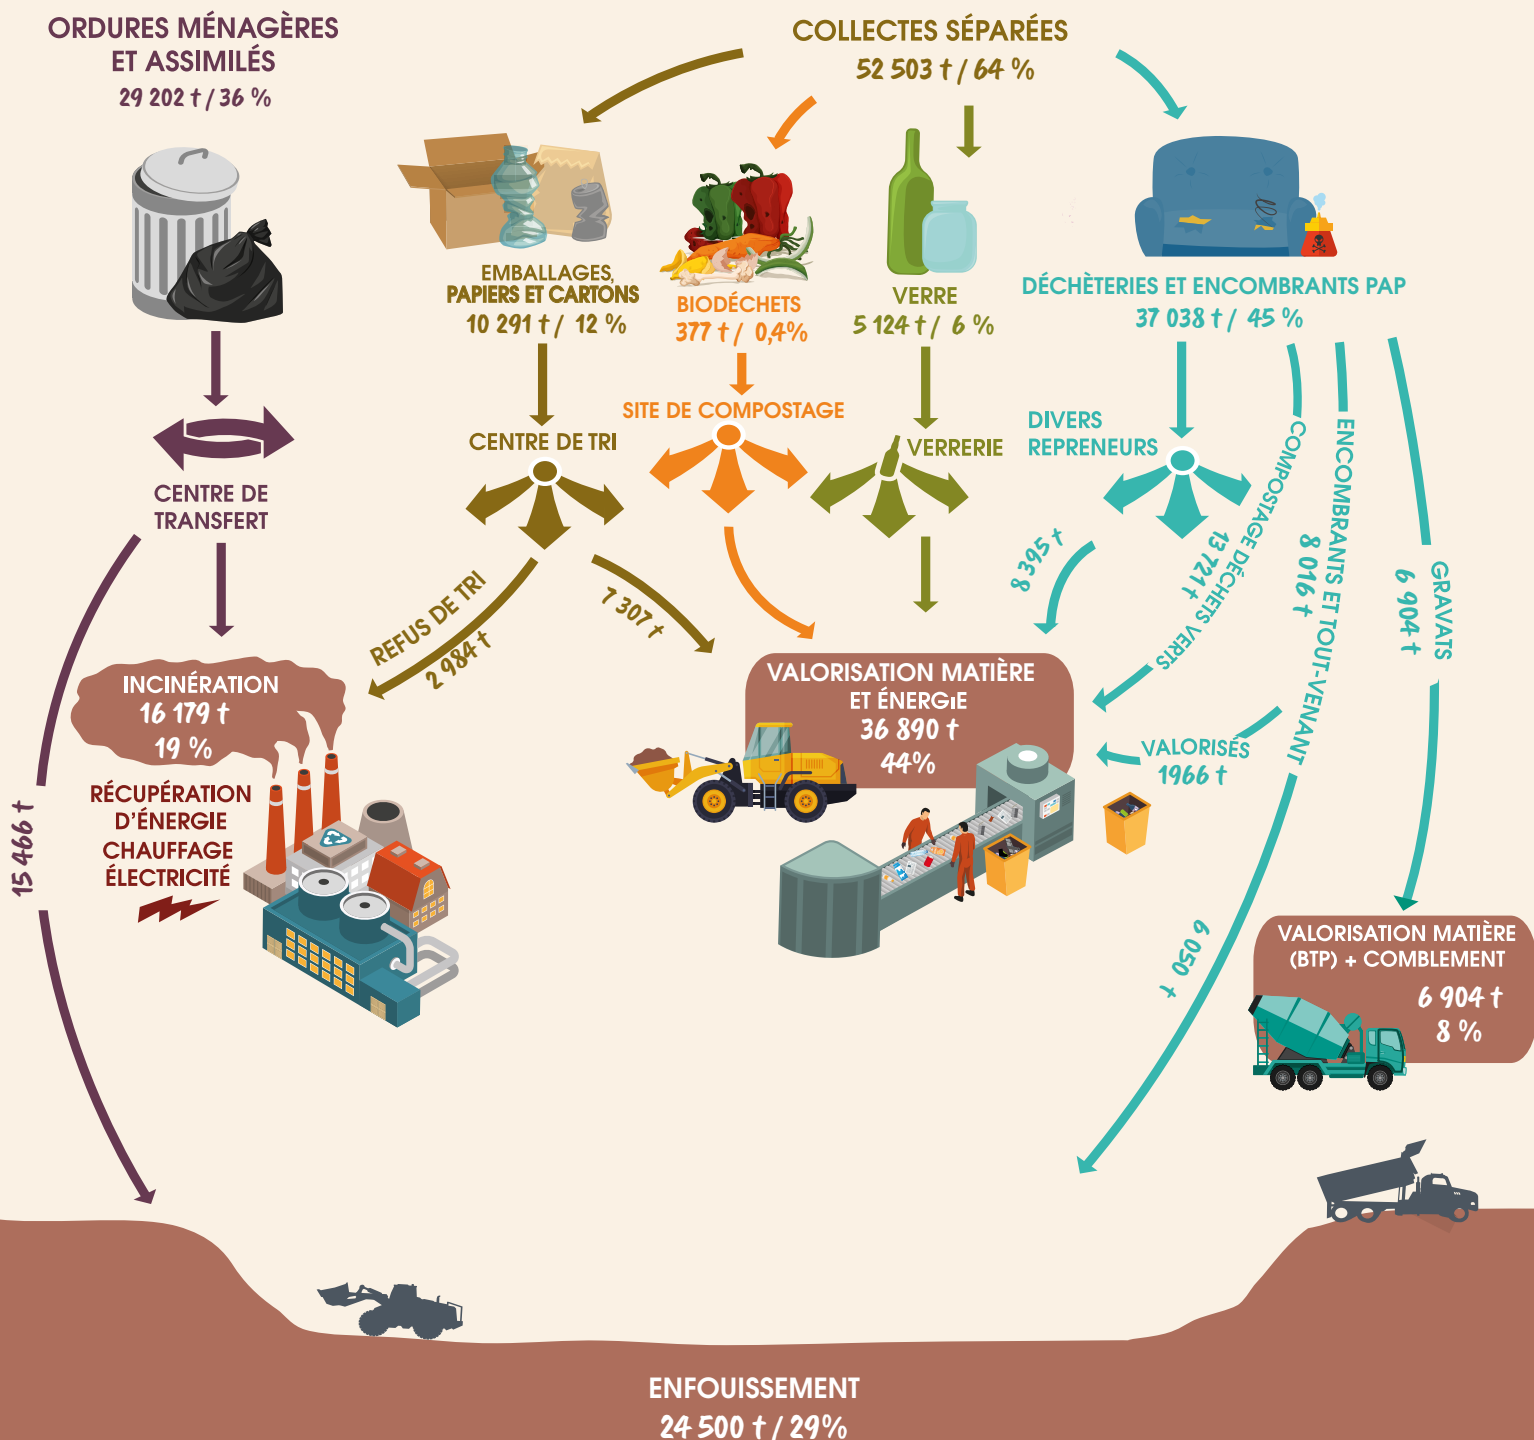 ORDURES MÉNAGÈRES
ET ASSIMILÉS
29 202 t / 36 %
COLLECTES SÉPARÉES
52 503 t / 64 %
EMBALLAGES,
PAPIERS ET CARTONS
10 291 t / 12 %
BIODÉCHETS
377 t / 0,4%
VERRE
5 124 t / 6 %
DÉCHÈTERIES ET ENCOMBRANTS PAP
37 038 t / 45 %
CENTRE DE
TRANSFERT
CENTRE DE TRI
SITE DE COMPOSTAGE
VERRERIE
DIVERS
REPRENEURS
COMPOSTAGE DÉCHETS VERTS
13 721 t
ENCOMBRANTS ET TOUT-VENANT
8 016 t
GRAVATS
6 904 t
8 395 t
REFUS DE TRI
2 984 t
7 307 t
INCINÉRATION
16 179 t
19 %
RÉCUPÉRATION
D'ÉNERGIE
CHAUFFAGE
ÉLECTRICITÉ
15 466 t
VALORISATION MATIÈRE
ET ÉNERGIE
36 890 t
44%
VALORISÉS
1966 t
6 050 t
VALORISATION MATIÈRE
(BTP) + COMBLEMENT
6 904 t
8 %
ENFOUISSEMENT
24 500 t / 29%